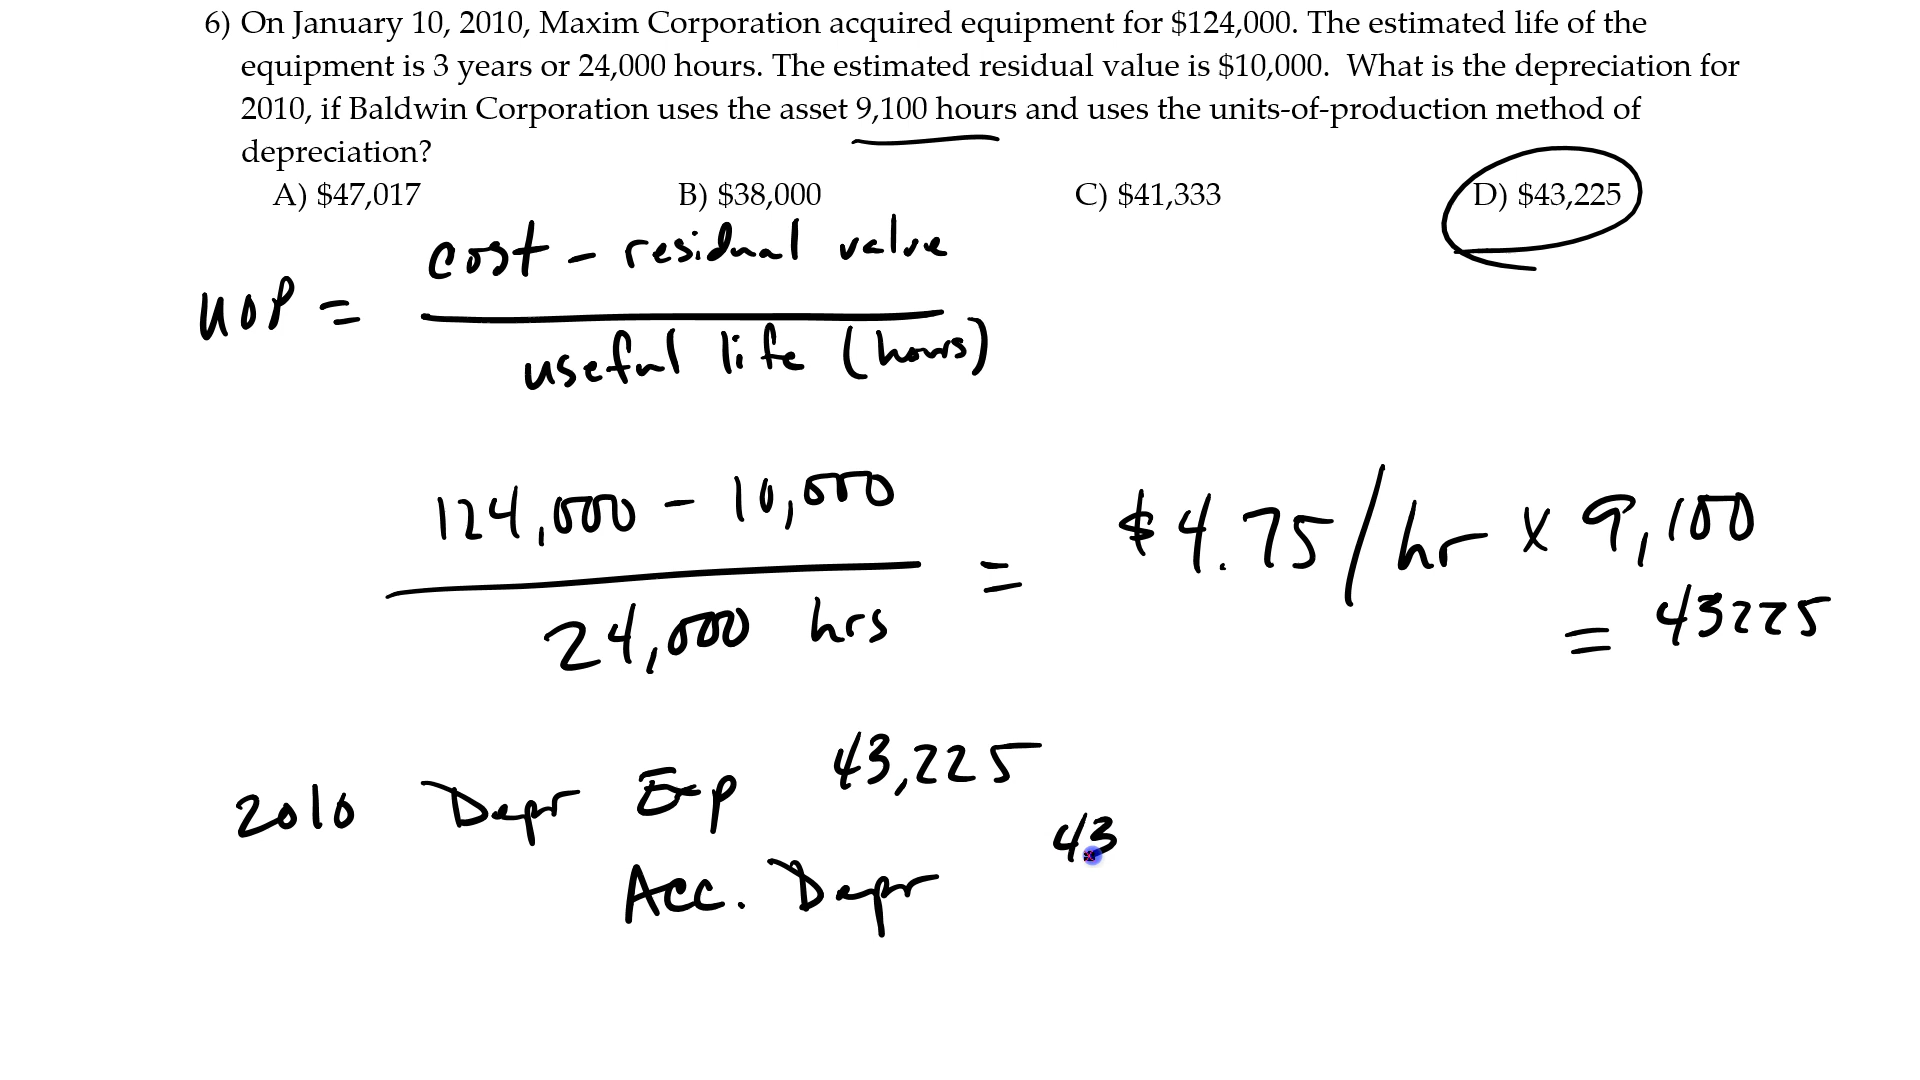 6) On January 10, 2010, Maxim Corporation acquired equipment for $124,000. The estimated life of the
equipment is 3 years or 24,000 hours. The estimated residual value is $10,000. What is the depreciation for
2010, if Baldwin Corporation uses the asset 9,100 hours and uses the units-of-production method of
depreciation?
A) $47,017 B) $38,000 C) $41,333 D) $43,225
cost - residual value
UOP =
useful life (hours)
124,000 - 10,000
= $4.75/hr x 9,100
24,000 hrs
= 43225
2010 Depr Exp 43,225
Acc. Depr 43